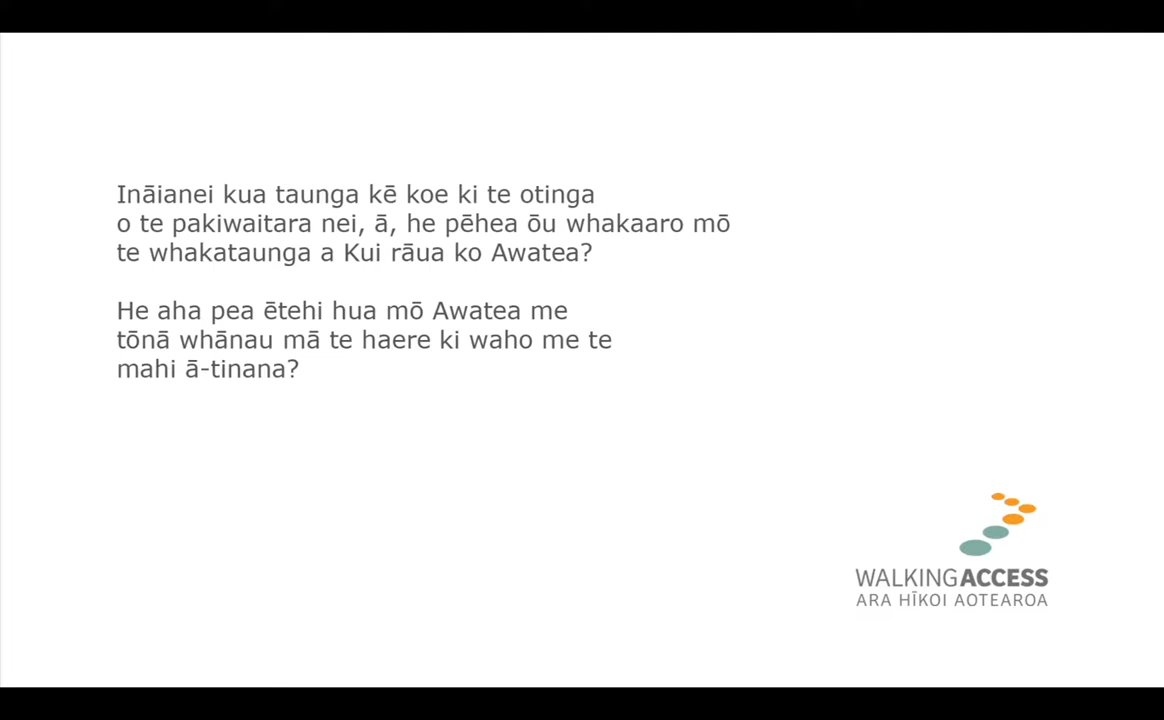 Ināianei kua taunga kē koe ki te otinga
o te pakiwaitara nei, ā, he pēhea ōu whakaaro mō
te whakataunga a Kui rāua ko Awatea?
He aha pea ētehi hua mō Awatea me
tōnā whānau mā te haere ki waho me te
mahi ā-tinana?
WALKING ACCESS
ARA HĪKOI AOTEAROA